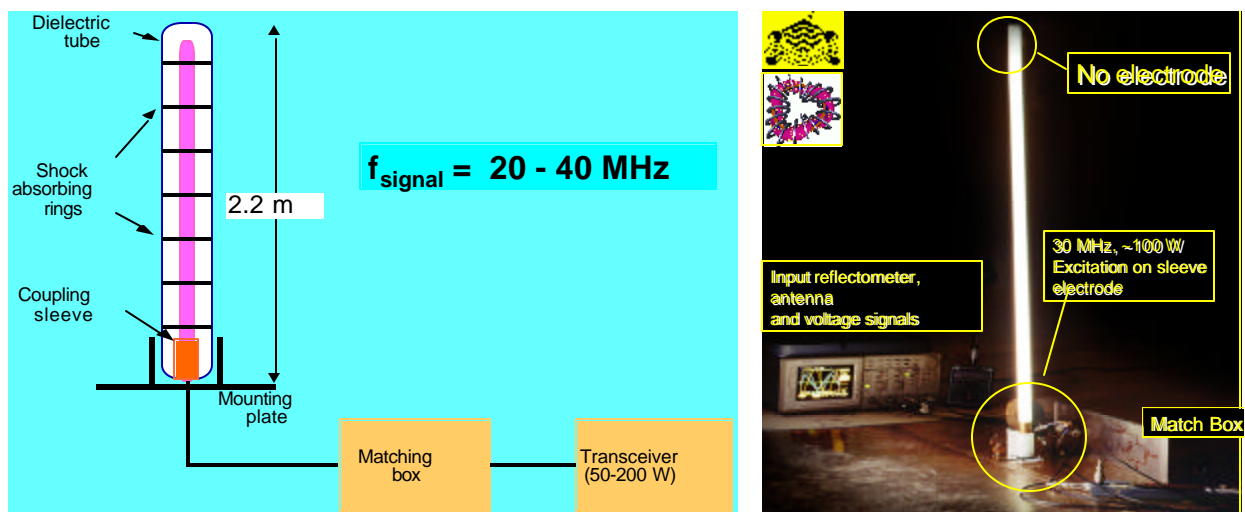 Dielectric
tube
Shock
absorbing
rings
Coupling
sleeve
2.2 m
f_signal = 20 - 40 MHz
Mounting
plate
Matching
box
Transceiver
(50-200 W)
No electrode
30 MHz, ~100 W
Excitation on sleeve
electrode
Input reflectometer,
antenna
and voltage signals
Match Box